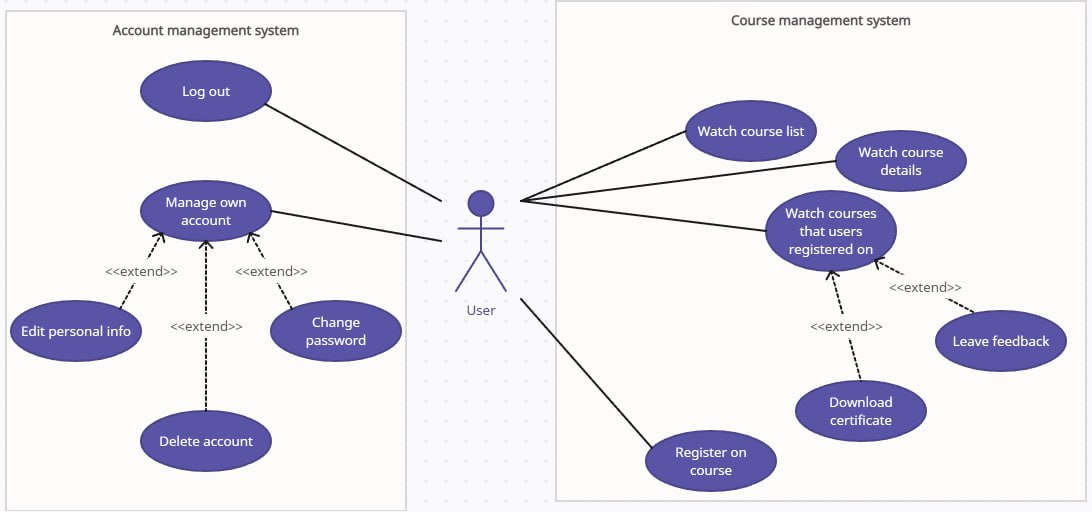 Account management system
Log out
Manage own
account
<<extend>>
<<extend>>
<<extend>>
Edit personal info
Change
password
Delete account
User
Course management system
Watch course list
Watch course
details
Watch courses
that users
registered on
<<extend>>
<<extend>>
Leave feedback
Download
certificate
Register on
course